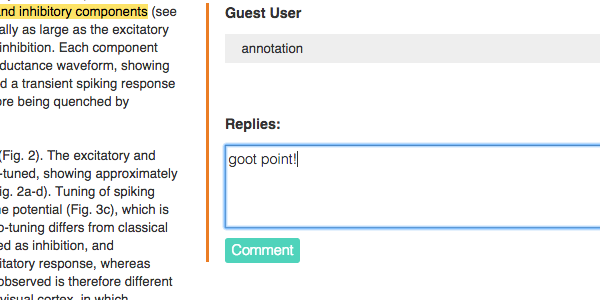 nd inhibitory components (see
ally as large as the excitatory
inhibition. Each component
ductance waveform, showing
d a transient spiking response
ore being quenched by
(Fig. 2). The excitatory and
-tuned, showing approximately
ig. 2a-d). Tuning of spiking
e potential (Fig. 3c), which is
o-tuning differs from classical
ed as inhibition, and
itatory response, whereas
observed is therefore different
visual cortex, in which
Guest User
annotation
Replies:
goot point!
Comment